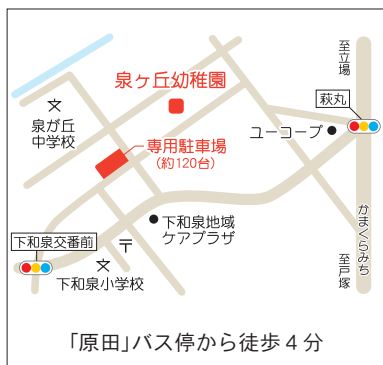 至立場
泉ヶ丘幼稚園
萩丸
泉が丘
中学校
ユーコープ
専用駐車場
(約120台)
かまくらみち
下和泉地域
ケアプラザ
下和泉交番前
〒
下和泉小学校
至戸塚
「原田」バス停から徒歩4分